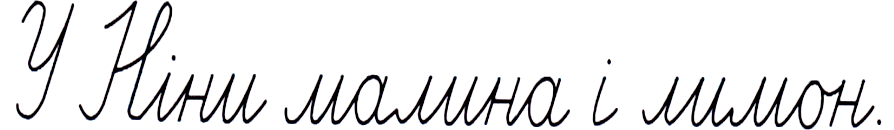 У Ніни малина і лимон.